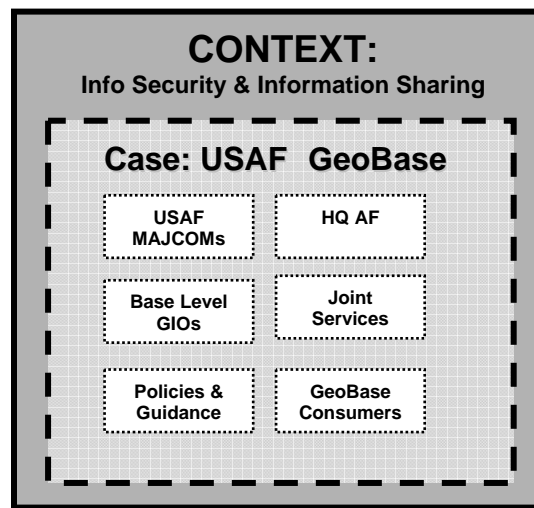 CONTEXT:
Info Security & Information Sharing
Case: USAF GeoBase
USAF
MAJCOMs
HQ AF
Base Level
GIOs
Joint
Services
Policies &
Guidance
GeoBase
Consumers